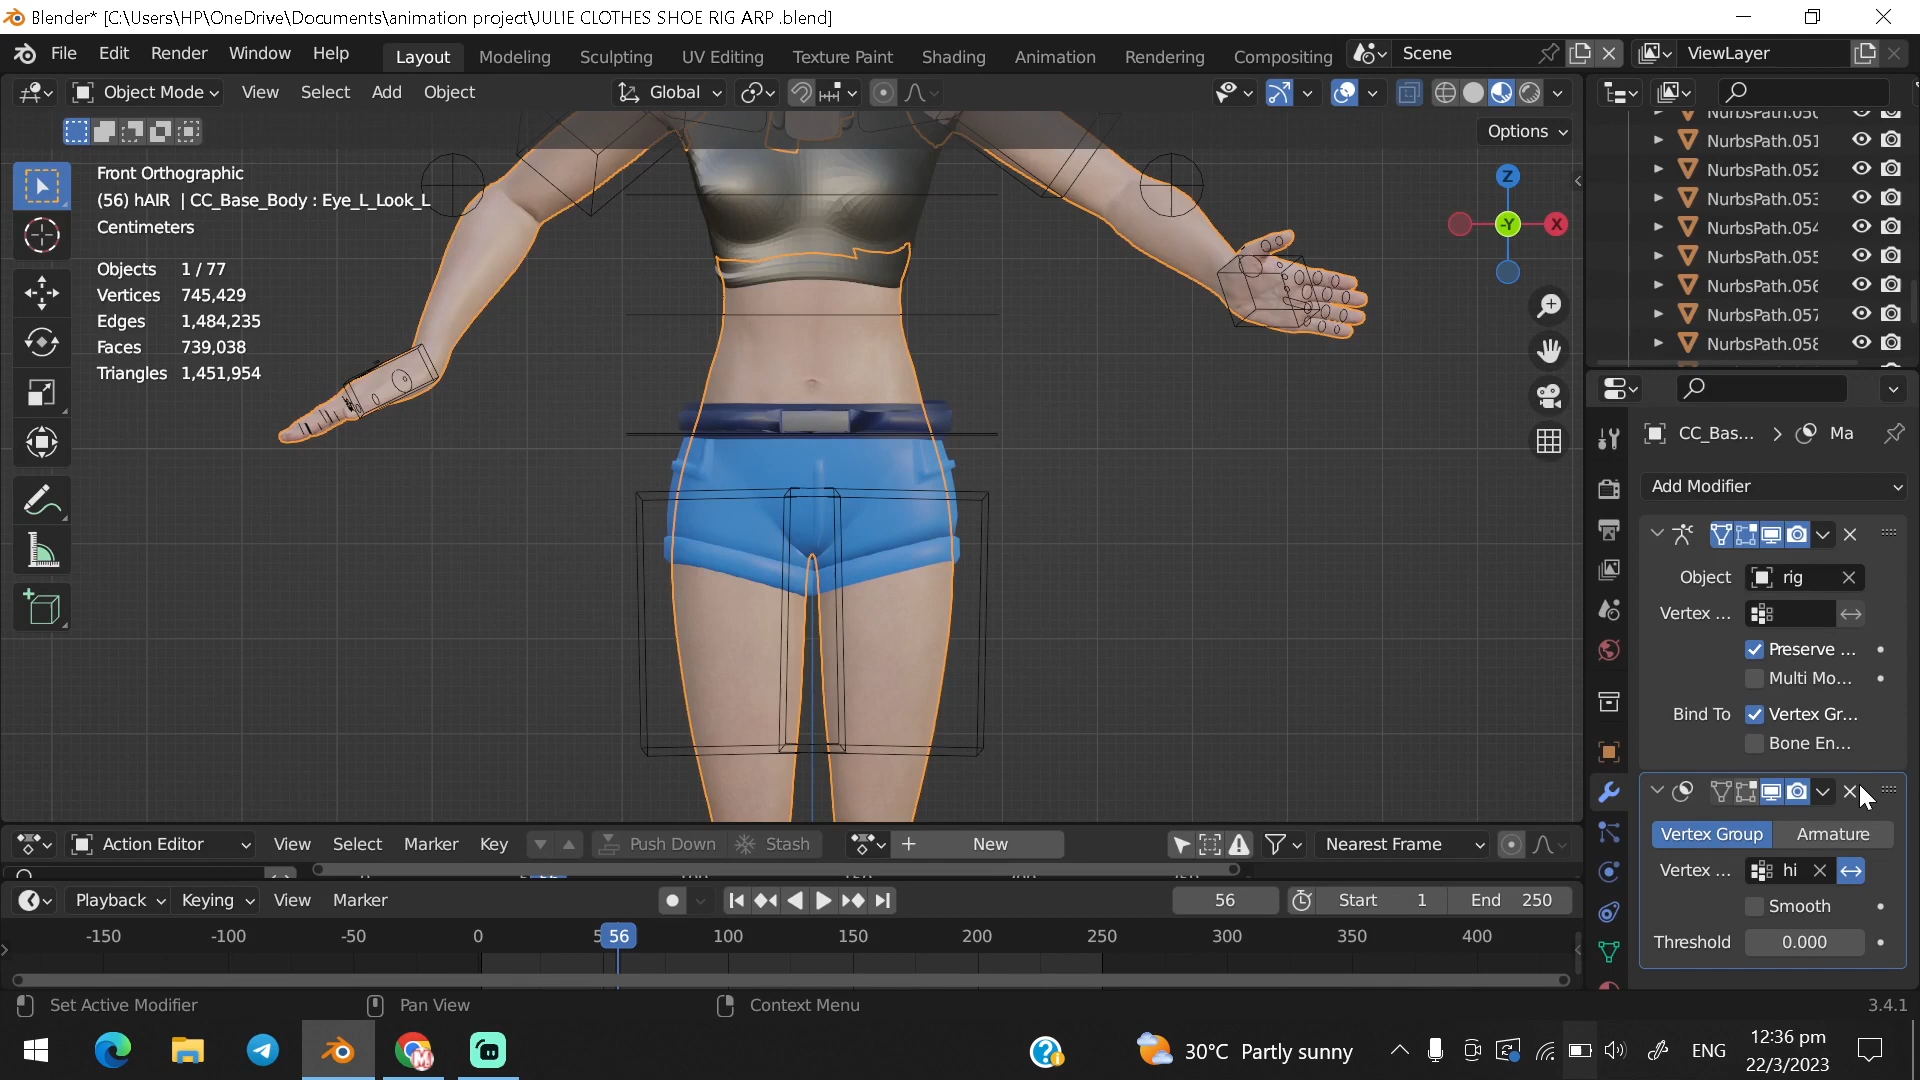 Blender* [C:\Users\HP\OneDrive\Documents\animation project\JULIE CLOTHES SHOE RIG ARP .blend]
File Edit Render Window Help Layout Modeling Sculpting UV Editing Texture Paint Shading Animation Rendering Compositing Scene ViewLayer
Object Mode View Select Add Object Global
Options
Front Orthographic
(56) hAIR | CC_Base_Body : Eye_L_Look_L
Centimeters
Objects 1 / 77
Vertices 745,429
Edges 1,484,235
Faces 739,038
Triangles 1,451,954
Z
-Y
X
NurbsPath.050
NurbsPath.051
NurbsPath.052
NurbsPath.053
NurbsPath.054
NurbsPath.055
NurbsPath.056
NurbsPath.057
NurbsPath.058
CC_Bas... Ma
Add Modifier
Object rig
Vertex ...
Preserve ...
Multi Mo...
Bind To Vertex Gr...
Bone En...
Vertex Group Armature
Vertex ... hi
Smooth
Threshold 0.000
Action Editor View Select Marker Key Push Down Stash New Nearest Frame
Playback Keying View Marker 56 Start 1 End 250
-150 -100 -50 0 56 100 150 200 250 300 350 400
Set Active Modifier Pan View Context Menu 3.4.1
30°C Partly sunny ENG 12:36 pm
22/3/2023